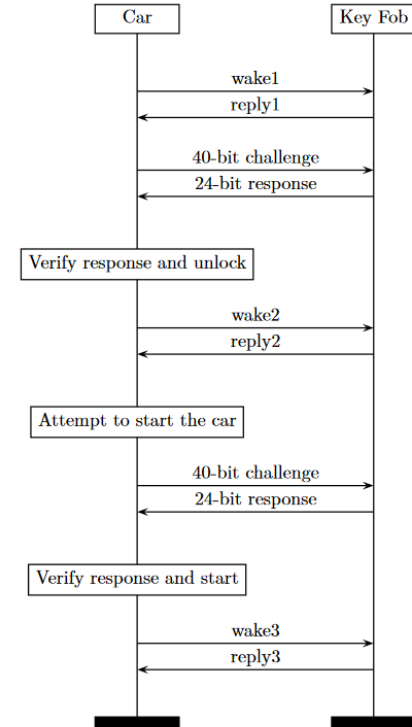 Car
Key Fob
wake1
reply1
40-bit challenge
24-bit response
Verify response and unlock
wake2
reply2
Attempt to start the car
40-bit challenge
24-bit response
Verify response and start
wake3
reply3